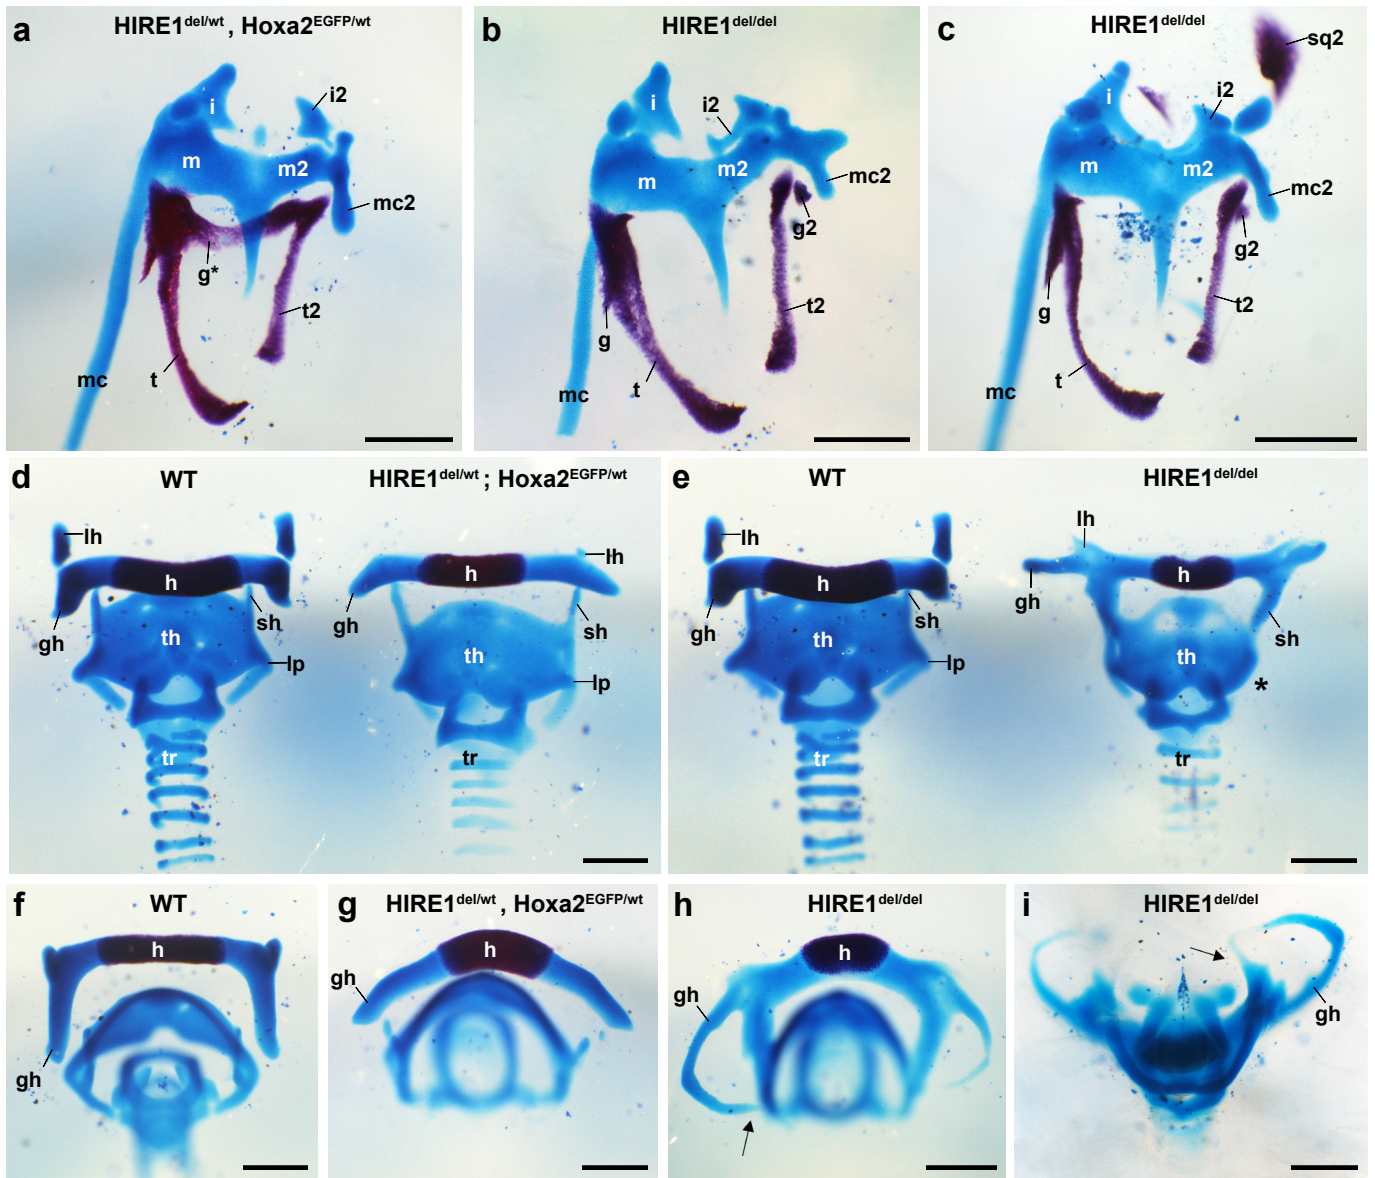 a HIRE1del/wt , Hoxa2EGFP/wt
i
i2
m
m2
mc2
g*
t2
mc
t
b HIRE1del/del
i
i2
m
m2
mc2
g2
t2
g
mc
t
c HIRE1del/del
sq2
i
i2
m
m2
mc2
g2
g
t2
t
mc
d WT HIRE1del/wt ; Hoxa2EGFP/wt
lh
lh
h
h
gh
sh
gh
sh
th
th
lp
lp
tr
tr
e WT HIRE1del/del
lh
lh
h
h
gh
sh
gh
sh
th
th
lp
*
tr
tr
f WT
h
gh
g HIRE1del/wt , Hoxa2EGFP/wt
h
gh
h HIRE1del/del
h
gh
i HIRE1del/del
gh